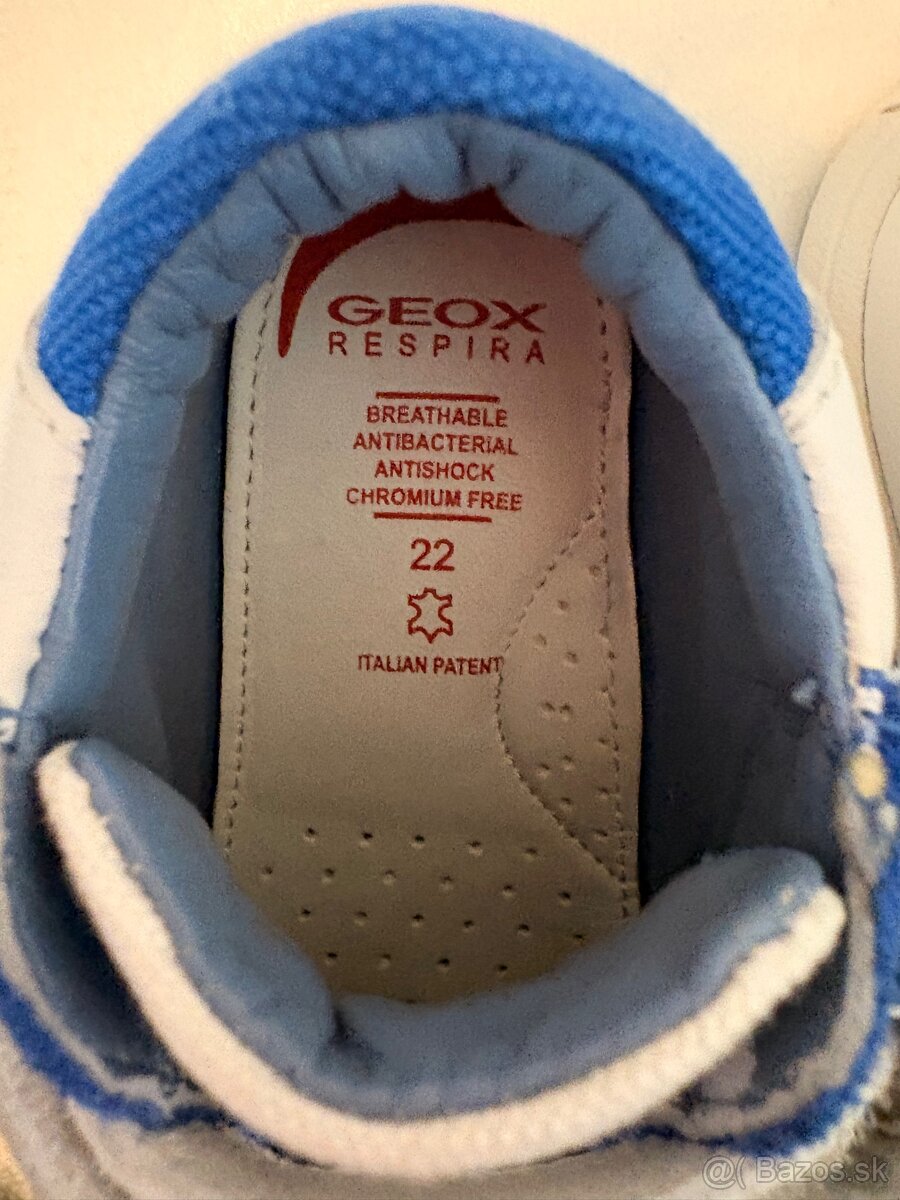 GEOX
RESPIRA
BREATHABLE
ANTIBACTERIAL
ANTISHOCK
CHROMIUM FREE
22
ITALIAN PATENT
@( Bazos.sk